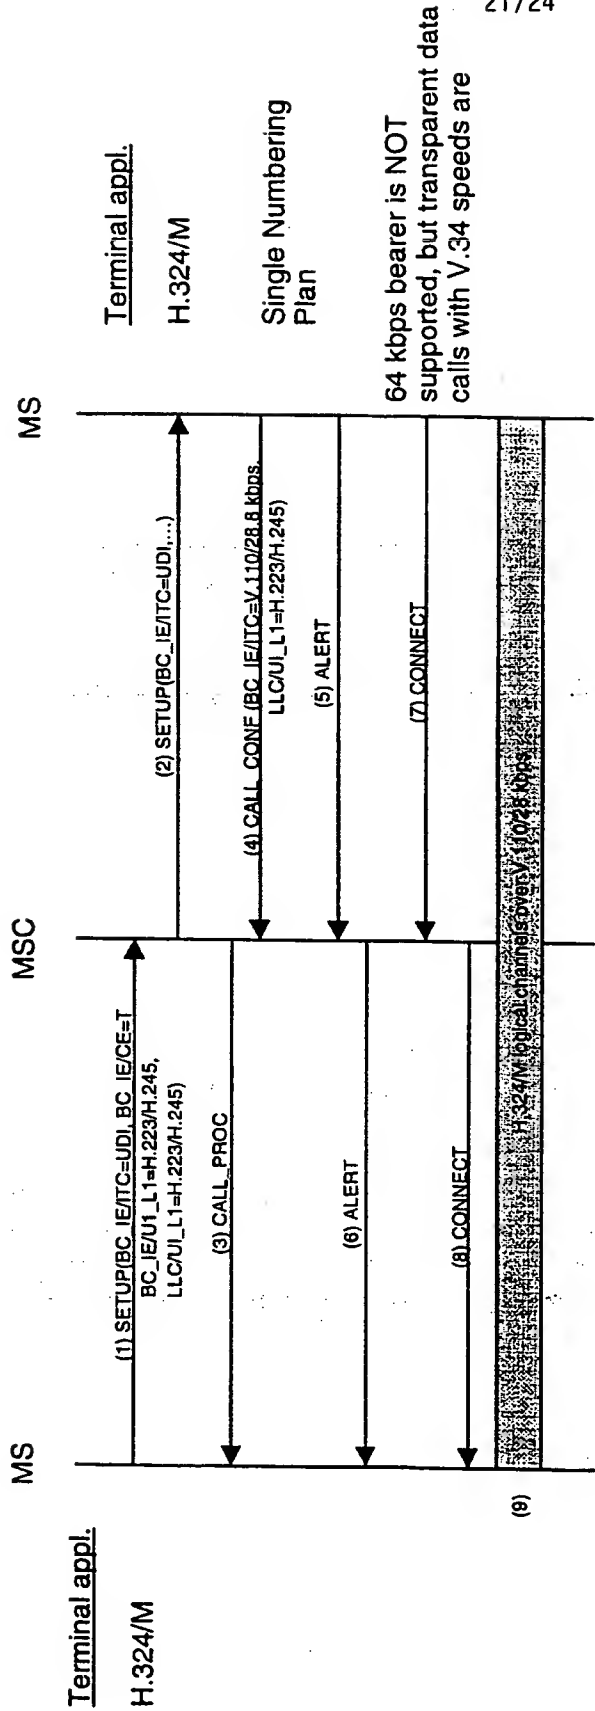 21/24
MS
MSC
MS
Terminal appl.
H.324/M
Terminal appl.
H.324/M
Single Numbering
Plan
64 kbps bearer is NOT
supported, but transparent data
calls with V.34 speeds are
(1) SETUP(BC_IE/ITC=UDI, BC_IE/CE=T
BC_IE/U1_L1=H.223/H.245,
LLC/UI_L1=H.223/H.245)
(2) SETUP(BC_IE/ITC=UDI,...)
(3) CALL_PROC
(4) CALL_CONF (BC_IE/ITC=V.110/28.8 kbps,
LLC/UI_L1=H.223/H.245)
(5) ALERT
(6) ALERT
(7) CONNECT
(8) CONNECT
(9)
H.324/M logical channels over V.110/28 kbps